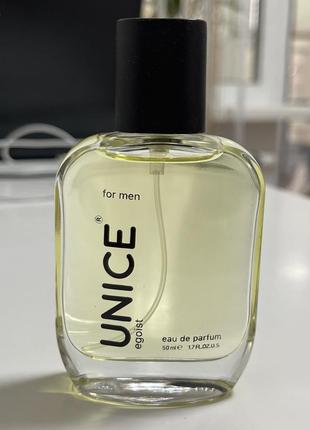 for men
UNICE®
egoist
eau de parfum
50 ml e 1.7 FL.OZ.U.S